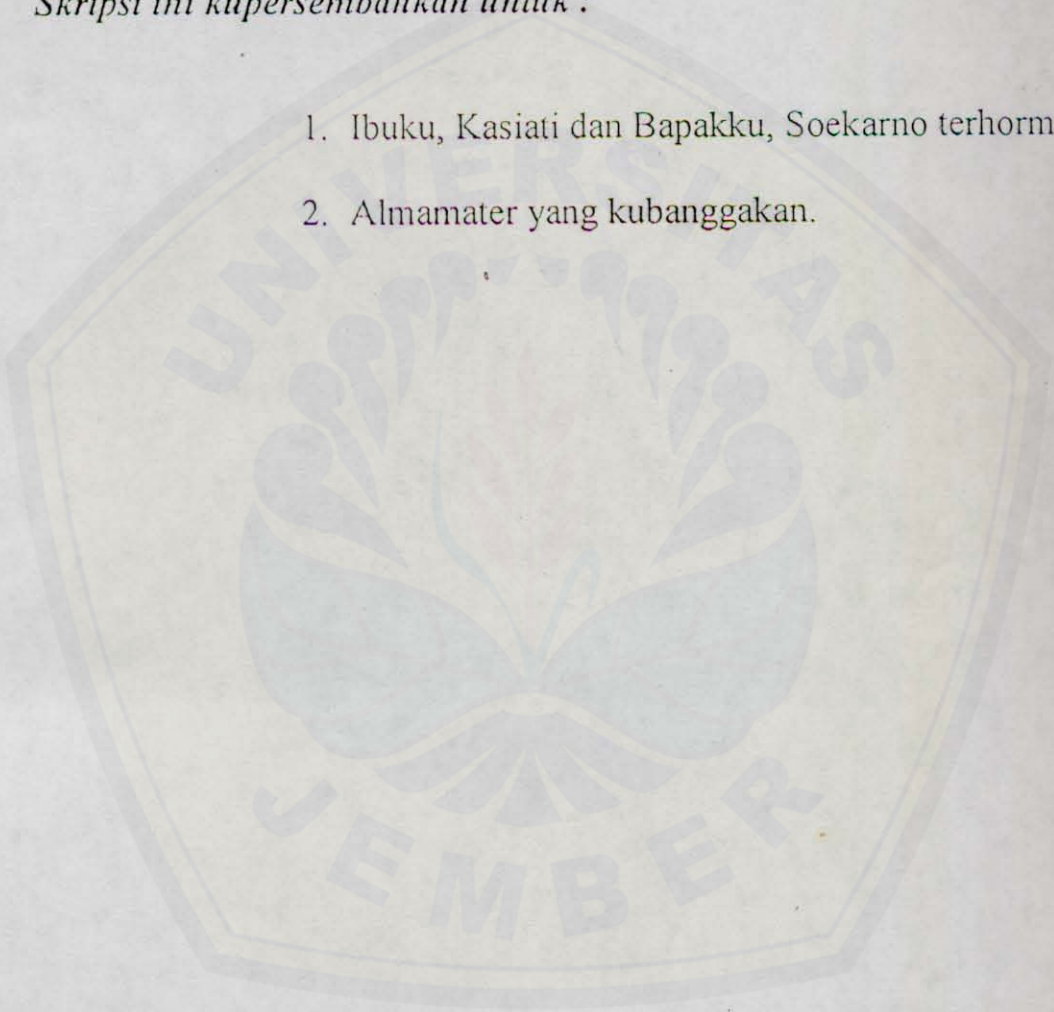 Skripsi ini kupersembahkan untuk :
1. Ibuku, Kasiati dan Bapakku, Soekarno terhorm
2. Almamater yang kubanggakan.
UNIVERSITAS
JEMBER